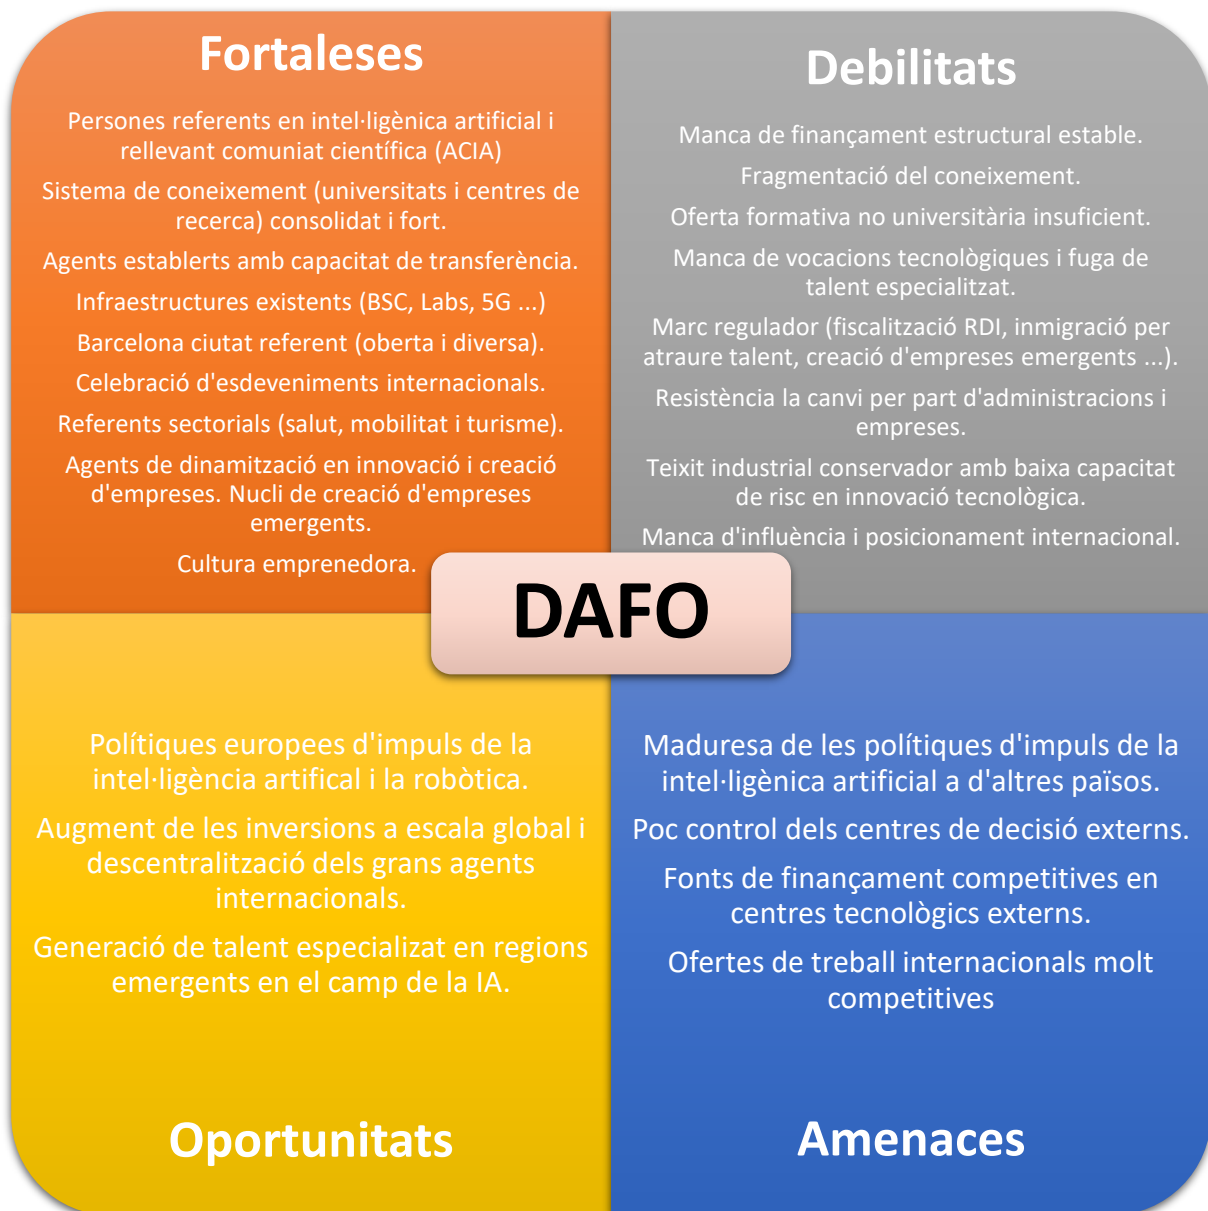 Fortaleses
Persones referents en intel·ligènica artificial i
rellevant comuniat científica (ACIA)
Sistema de coneixement (universitats i centres de
recerca) consolidat i fort.
Agents establerts amb capacitat de transferència.
Infraestructures existents (BSC, Labs, 5G ...)
Barcelona ciutat referent (oberta i diversa).
Celebració d'esdeveniments internacionals.
Referents sectorials (salut, mobilitat i turisme).
Agents de dinamització en innovació i creació
d'empreses. Nucli de creació d'empreses
emergents.
Cultura emprenedora.
Debilitats
Manca de finançament estructural estable.
Fragmentació del coneixement.
Oferta formativa no universitària insuficient.
Manca de vocacions tecnològiques i fuga de
talent especialitzat.
Marc regulador (fiscalització RDI, inmigració per
atraure talent, creació d'empreses emergents ...).
Resistència la canvi per part d'administracions i
empreses.
Teixit industrial conservador amb baixa capacitat
de risc en innovació tecnològica.
Manca d'influència i posicionament internacional.
DAFO
Polítiques europees d'impuls de la
intel·ligència artifical i la robòtica.
Augment de les inversions a escala global i
descentralització dels grans agents
internacionals.
Generació de talent especializat en regions
emergents en el camp de la IA.
Oportunitats
Maduresa de les polítiques d'impuls de la
intel·ligènica artificial a d'altres països.
Poc control dels centres de decisió externs.
Fonts de finançament competitives en
centres tecnològics externs.
Ofertes de treball internacionals molt
competitives
Amenaces